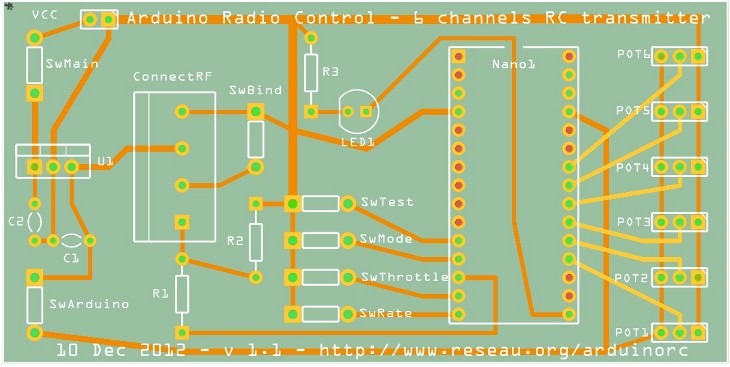 VCC
Arduino Radio Control - 6 channels RC transmitter
SwMain
ConnectRF
SwBind
R3
LED1
Nano1
POT6
POT5
POT4
POT3
POT2
POT1
U1
C2
C1
R2
R1
SwTest
SwMode
SwThrottle
SwRate
SwArduino
10 Dec 2012 - v 1.1 - http://www.reseau.org/arduinorc